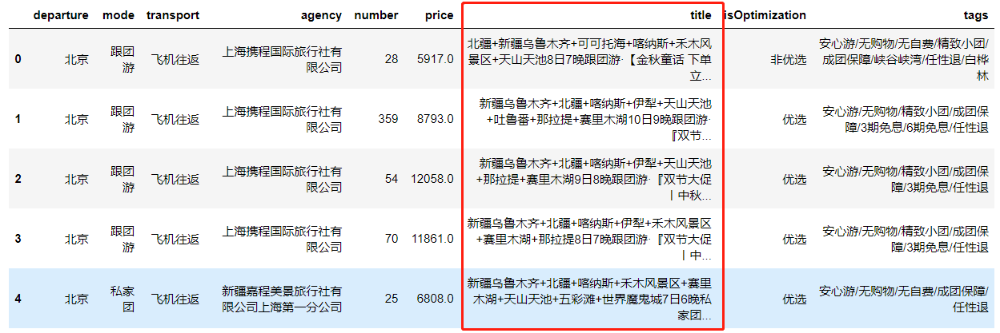 departure mode transport agency number price title isOptimization tags
0 北京 跟团游 飞机往返 上海携程国际旅行社有限公司 28 5917.0 北疆+新疆乌鲁木齐+可可托海+喀纳斯+禾木风景区+天山天池8日7晚跟团游·【金秋童话 下单立... 非优选 安心游/无购物/无自费/精致小团/成团保障/峡谷峡湾/任性退/白桦林
1 北京 跟团游 飞机往返 上海携程国际旅行社有限公司 359 8793.0 新疆乌鲁木齐+北疆+喀纳斯+伊犁+天山天池+吐鲁番+那拉提+赛里木湖10日9晚跟团游·『双节... 优选 安心游/无购物/精致小团/成团保障/3期免息/6期免息/任性退
2 北京 跟团游 飞机往返 上海携程国际旅行社有限公司 54 12058.0 新疆乌鲁木齐+北疆+喀纳斯+伊犁+天山天池+那拉提+赛里木湖9日8晚跟团游·『双节大促丨中秋... 优选 安心游/无购物/精致小团/成团保障/3期免息/任性退
3 北京 跟团游 飞机往返 上海携程国际旅行社有限公司 70 11861.0 新疆乌鲁木齐+北疆+喀纳斯+伊犁+禾木风景区+赛里木湖+那拉提8日7晚跟团游·『双节大促丨中... 优选 安心游/无购物/精致小团/成团保障/3期免息/任性退
4 北京 私家团 飞机往返 新疆嘉程美景旅行社有限公司上海第一分公司 25 6808.0 新疆乌鲁木齐+北疆+喀纳斯+禾木风景区+赛里木湖+天山天池+五彩滩+世界魔鬼城7日6晚私家团... 优选 安心游/无购物/无自费/成团保障/任性退